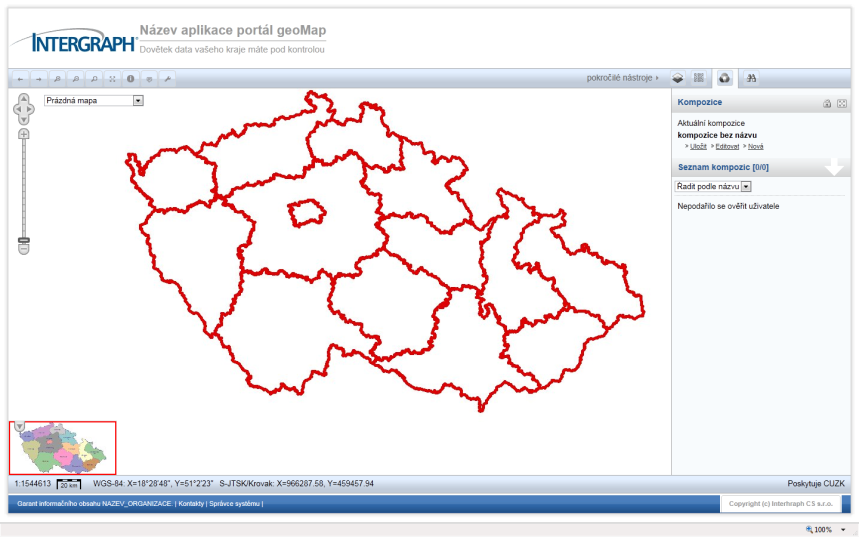 INTERGRAPH
Název aplikace portál geoMap
Dovětek data vašeho kraje máte pod kontrolou
pokročilé nástroje
Prázdná mapa
Kompozice
Aktuální kompozice
kompozice bez názvu
Uložit Editovat Nová
Seznam kompozic [0/0]
Řadit podle názvu
Nepodařilo se ověřit uživatele
1:1544613 20 km WGS-84: X=18°28'48", Y=51°2'23" S-JTSK/Krovak: X=966287.58, Y=459457.94 Poskytuje CUZK
Garant informačního obsahu NAZEV_ORGANIZACE. | Kontakty | Správce systému | Copyright (c) Interhraph CS s.r.o.
100%